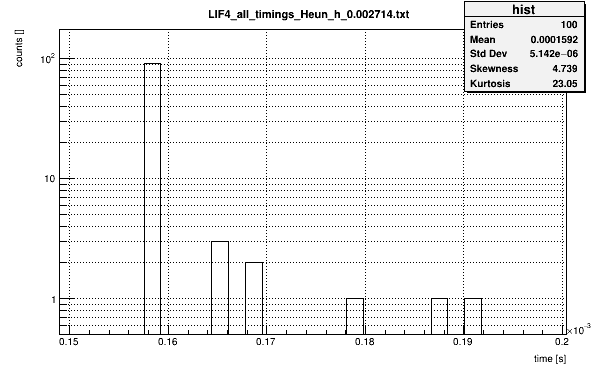 LIF4_all_timings_Heun_h_0.002714.txt
hist
Entries 100
Mean 0.0001592
Std Dev 5.142e−06
Skewness 4.739
Kurtosis 23.05
counts []
10²
10
1
0.15 0.16 0.17 0.18 0.19 0.2
×10⁻³
time [s]